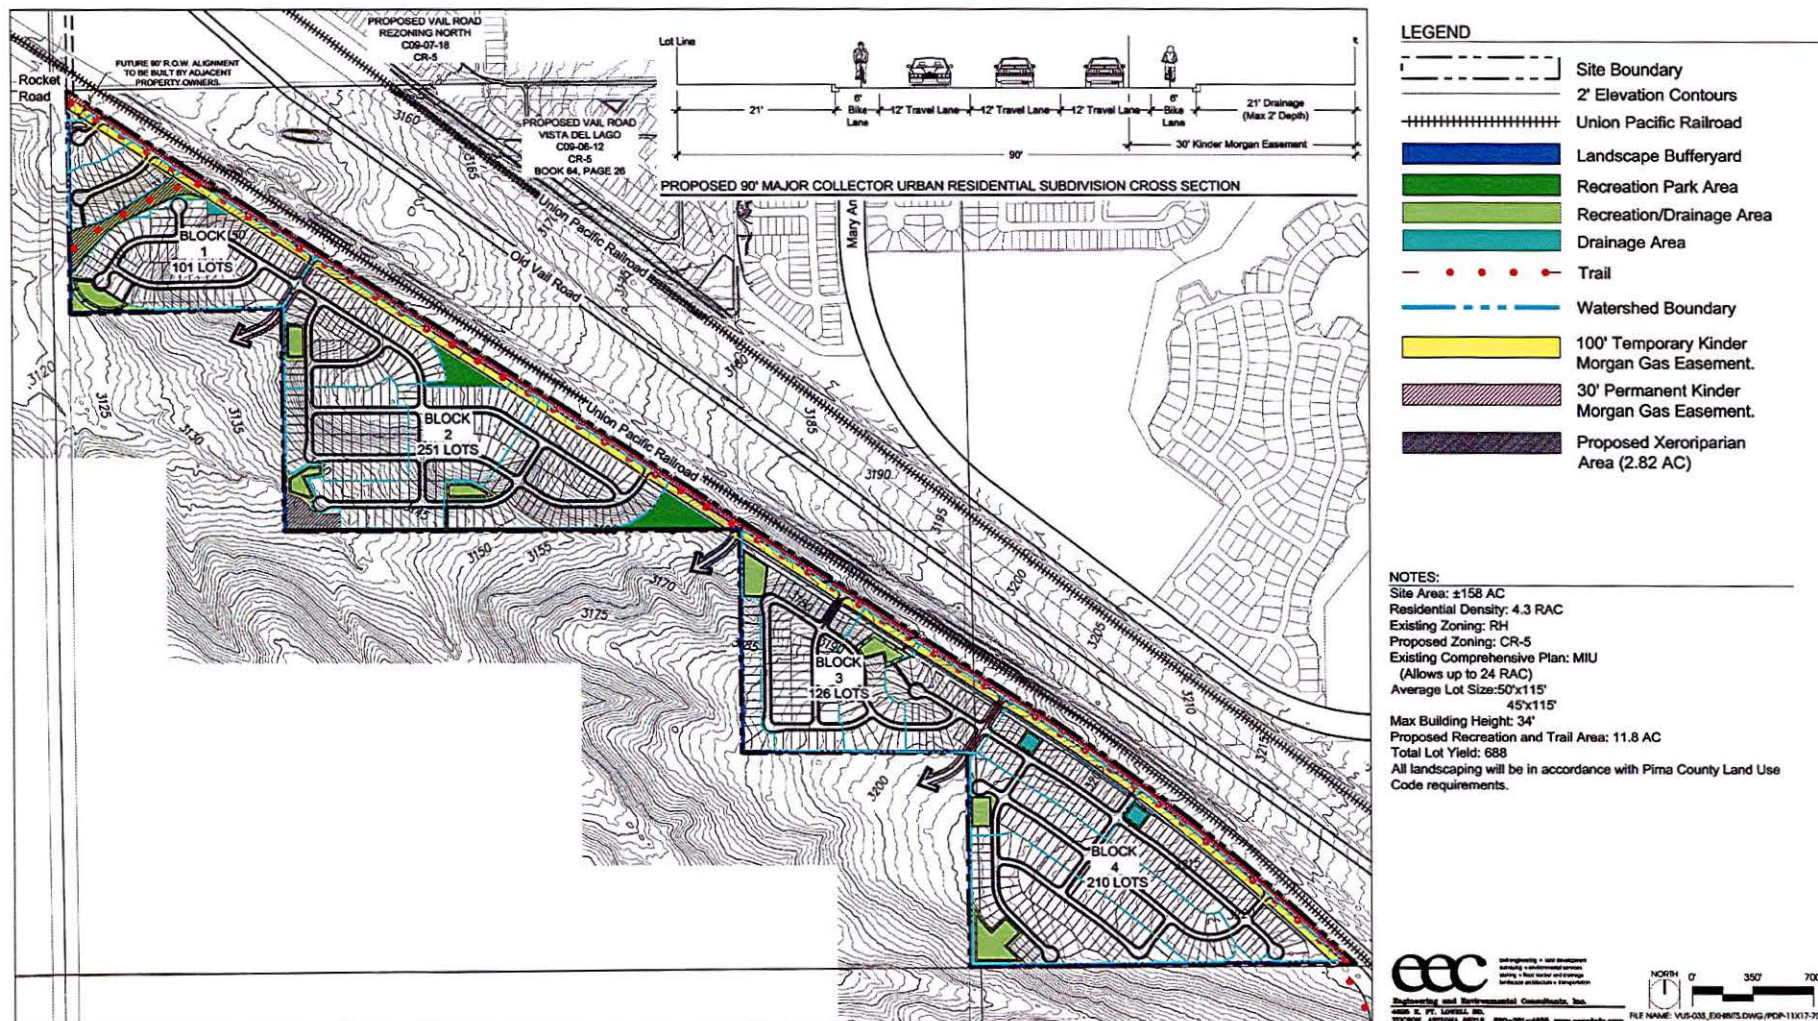 PROPOSED VAIL ROAD
REZONING NORTH
C09-07-18
CR-5
FUTURE 90' R.O.W. ALIGNMENT
TO BE BUILT BY ADJACENT
PROPERTY OWNERS.
Rocket
Road
PROPOSED VAIL ROAD
VISTA DEL LAGO
C09-06-12
CR-5
BOOK 64, PAGE 26
Lot Line
21'
6'
Bike
Lane
12' Travel Lane
12' Travel Lane
12' Travel Lane
6'
Bike
Lane
21' Drainage
(Max 2' Depth)
30' Kinder Morgan Easement
90'
PROPOSED 90' MAJOR COLLECTOR URBAN RESIDENTIAL SUBDIVISION CROSS SECTION
Union Pacific Railroad
Old Vail Road
Mary An
Union Pacific Railroad
BLOCK
1
101 LOTS
BLOCK
2
251 LOTS
BLOCK
3
126 LOTS
BLOCK
4
210 LOTS
3160
3165
3120
3125
3130
3135
3145
3150
3155
3170
3175
3185
3190
3195
3200
3205
3210
3215
3185
3190
3200
LEGEND
Site Boundary
2' Elevation Contours
Union Pacific Railroad
Landscape Bufferyard
Recreation Park Area
Recreation/Drainage Area
Drainage Area
Trail
Watershed Boundary
100' Temporary Kinder
Morgan Gas Easement.
30' Permanent Kinder
Morgan Gas Easement.
Proposed Xeroriparian
Area (2.82 AC)
NOTES:
Site Area: ±158 AC
Residential Density: 4.3 RAC
Existing Zoning: RH
Proposed Zoning: CR-5
Existing Comprehensive Plan: MIU
(Allows up to 24 RAC)
Average Lot Size:50'x115'
45'x115'
Max Building Height: 34'
Proposed Recreation and Trail Area: 11.8 AC
Total Lot Yield: 688
All landscaping will be in accordance with Pima County Land Use
Code requirements.
eec
Engineering and Environmental Consultants, Inc.
NORTH
0'
350'
700
FILE NAME: VUS-035_EXHIBITS.DWG